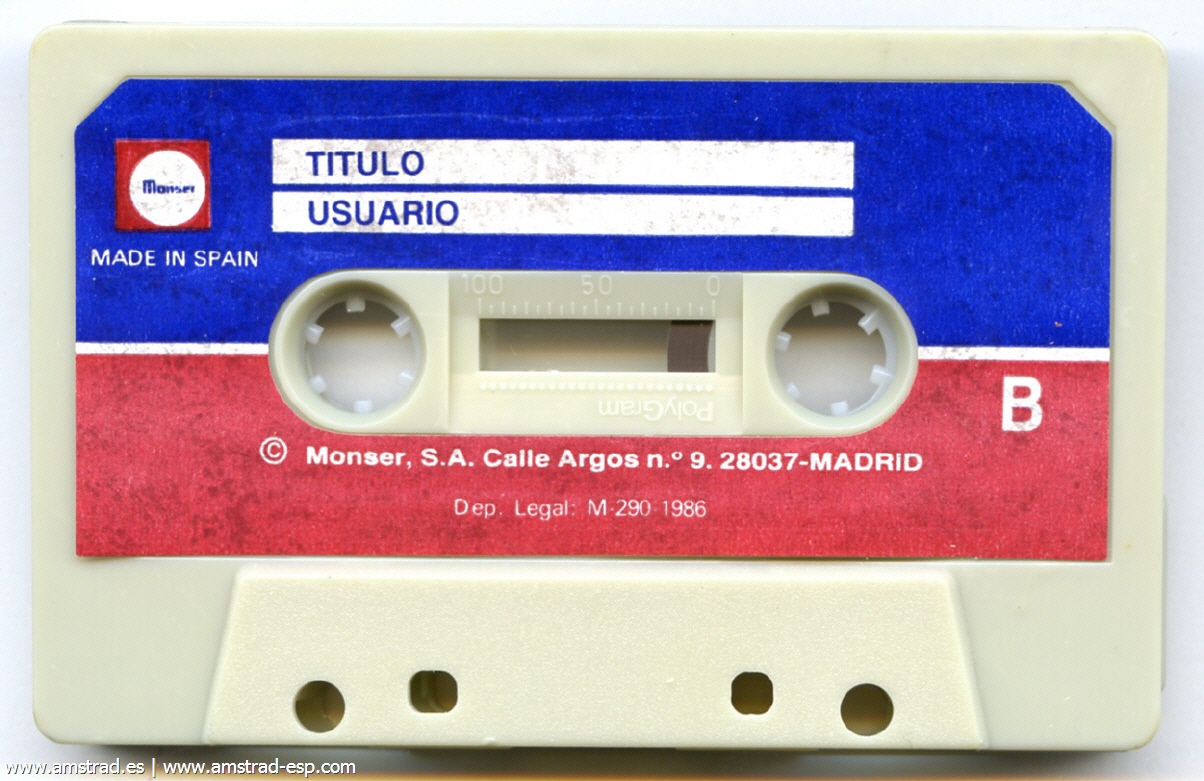 TITULO
Monser
USUARIO
MADE IN SPAIN
100 50 0
PolyGram
B
© Monser, S.A. Calle Argos n.º 9. 28037-MADRID
Dep. Legal: M-290-1986
www.amstrad.es | www.amstrad-esp.com